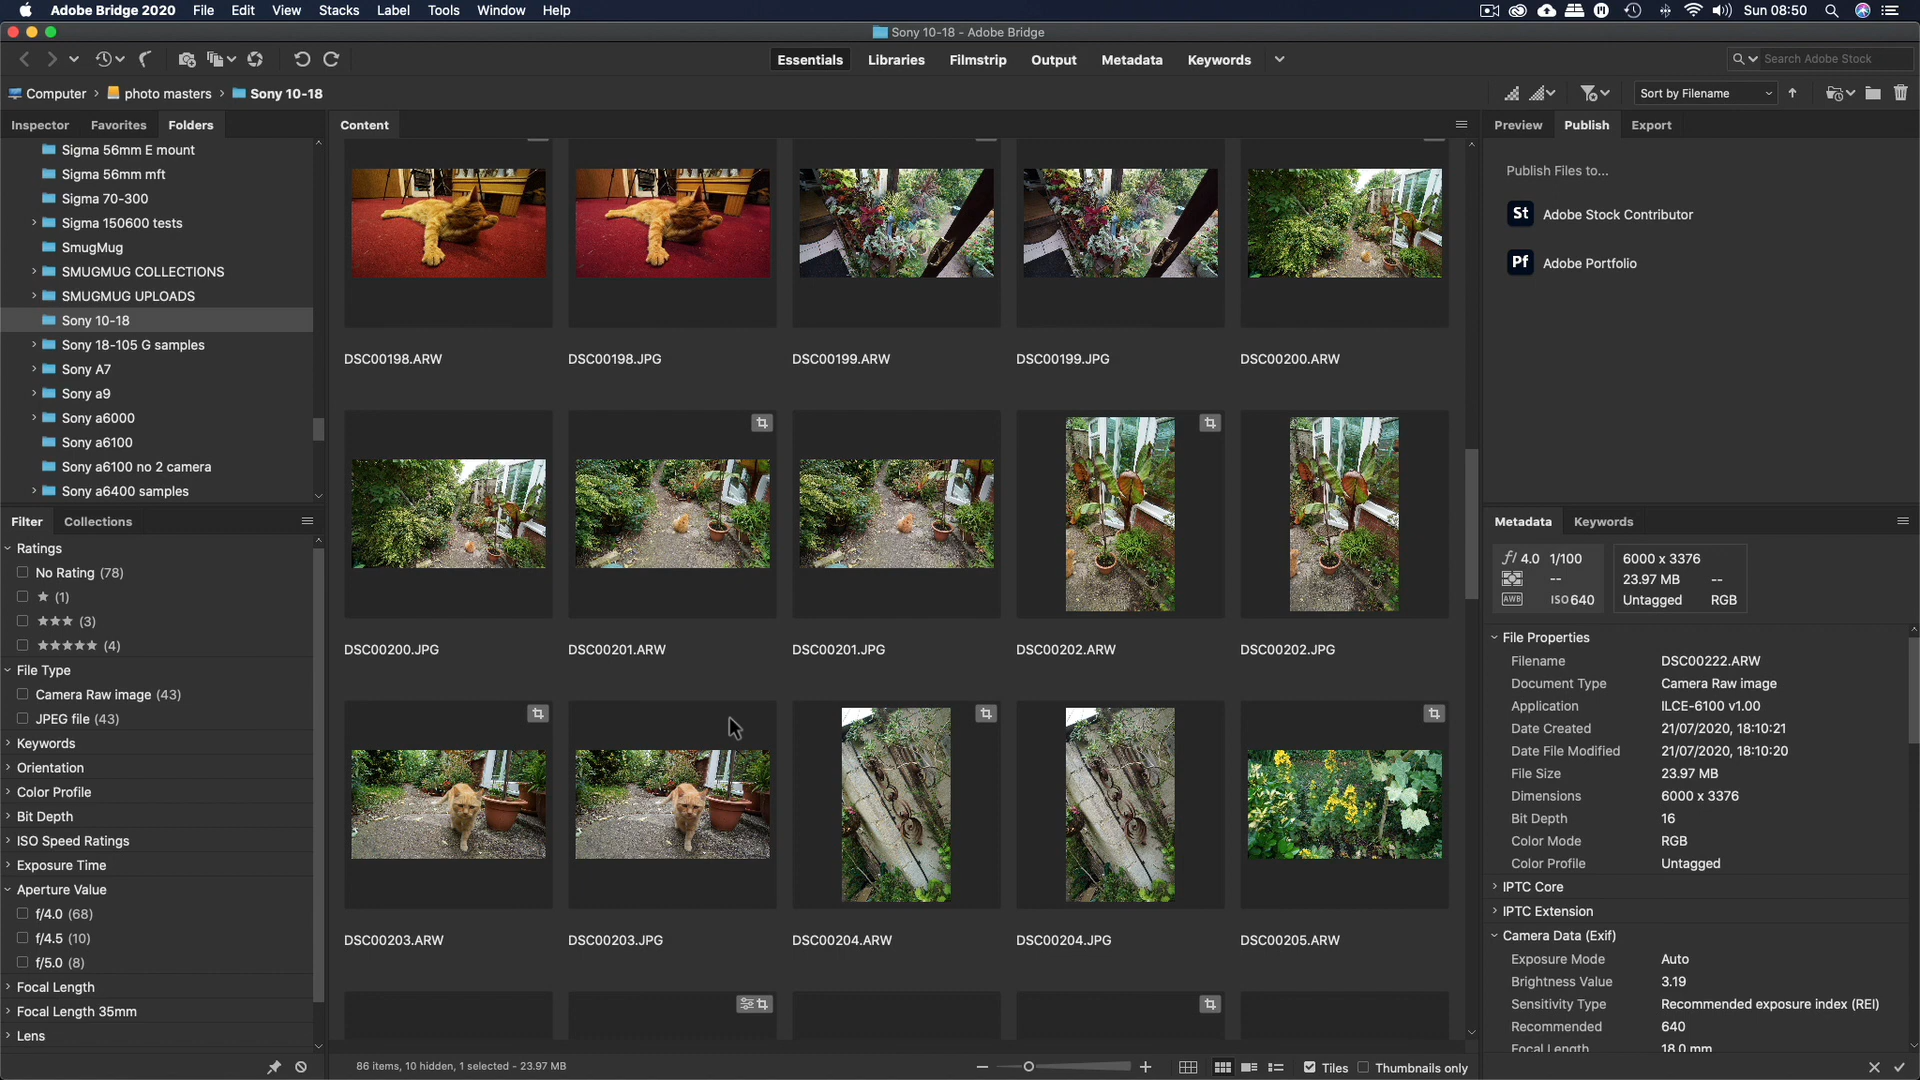 Adobe Bridge 2020 File Edit View Stacks Label Tools Window Help Sun 08:50
Sony 10-18 - Adobe Bridge
Essentials Libraries Filmstrip Output Metadata Keywords Search Adobe Stock
Computer photo masters Sony 10-18 Sort by Filename
Inspector Favorites Folders
Sigma 56mm E mount
Sigma 56mm mft
Sigma 70-300
Sigma 150600 tests
SmugMug
SMUGMUG COLLECTIONS
SMUGMUG UPLOADS
Sony 10-18
Sony 18-105 G samples
Sony A7
Sony a9
Sony a6000
Sony a6100
Sony a6100 no 2 camera
Sony a6400 samples
Filter Collections
Ratings
No Rating (78)
★ (1)
★★★ (3)
★★★★★ (4)
File Type
Camera Raw image (43)
JPEG file (43)
Keywords
Orientation
Color Profile
Bit Depth
ISO Speed Ratings
Exposure Time
Aperture Value
f/4.0 (68)
f/4.5 (10)
f/5.0 (8)
Focal Length
Focal Length 35mm
Lens
Content
DSC00198.ARW DSC00198.JPG DSC00199.ARW DSC00199.JPG DSC00200.ARW
DSC00200.JPG DSC00201.ARW DSC00201.JPG DSC00202.ARW DSC00202.JPG
DSC00203.ARW DSC00203.JPG DSC00204.ARW DSC00204.JPG DSC00205.ARW
86 items, 10 hidden, 1 selected - 23.97 MB
Tiles Thumbnails only
Preview Publish Export
Publish Files to...
St Adobe Stock Contributor
Pf Adobe Portfolio
Metadata Keywords
f/ 4.0 1/100 6000 x 3376
-- 23.97 MB --
AWB ISO640 Untagged RGB
File Properties
Filename DSC00222.ARW
Document Type Camera Raw image
Application ILCE-6100 v1.00
Date Created 21/07/2020, 18:10:21
Date File Modified 21/07/2020, 18:10:20
File Size 23.97 MB
Dimensions 6000 x 3376
Bit Depth 16
Color Mode RGB
Color Profile Untagged
IPTC Core
IPTC Extension
Camera Data (Exif)
Exposure Mode Auto
Brightness Value 3.19
Sensitivity Type Recommended exposure index (REI)
Recommended 640
Focal Length 18.0 mm